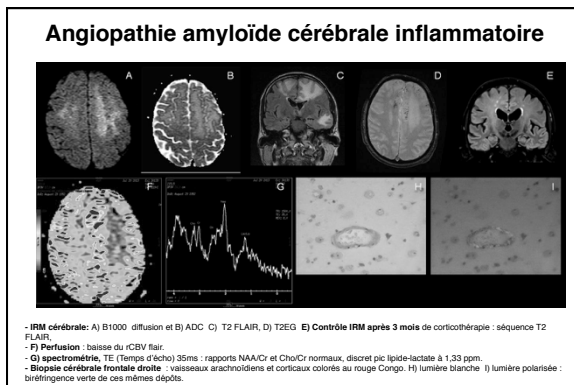 Angiopathie amyloïde cérébrale inflammatoire
A B C D E
F G H I
- IRM cérébrale: A) B1000 diffusion et B) ADC C) T2 FLAIR, D) T2EG E) Contrôle IRM après 3 mois de corticothérapie : séquence T2
FLAIR,
- F) Perfusion : baisse du rCBV flair.
- G) spectrométrie, TE (Temps d'écho) 35ms : rapports NAA/Cr et Cho/Cr normaux, discret pic lipide-lactate à 1,33 ppm.
- Biopsie cérébrale frontale droite : vaisseaux arachnoïdiens et corticaux colorés au rouge Congo. H) lumière blanche I) lumière polarisée :
biréfringence verte de ces mêmes dépôts.